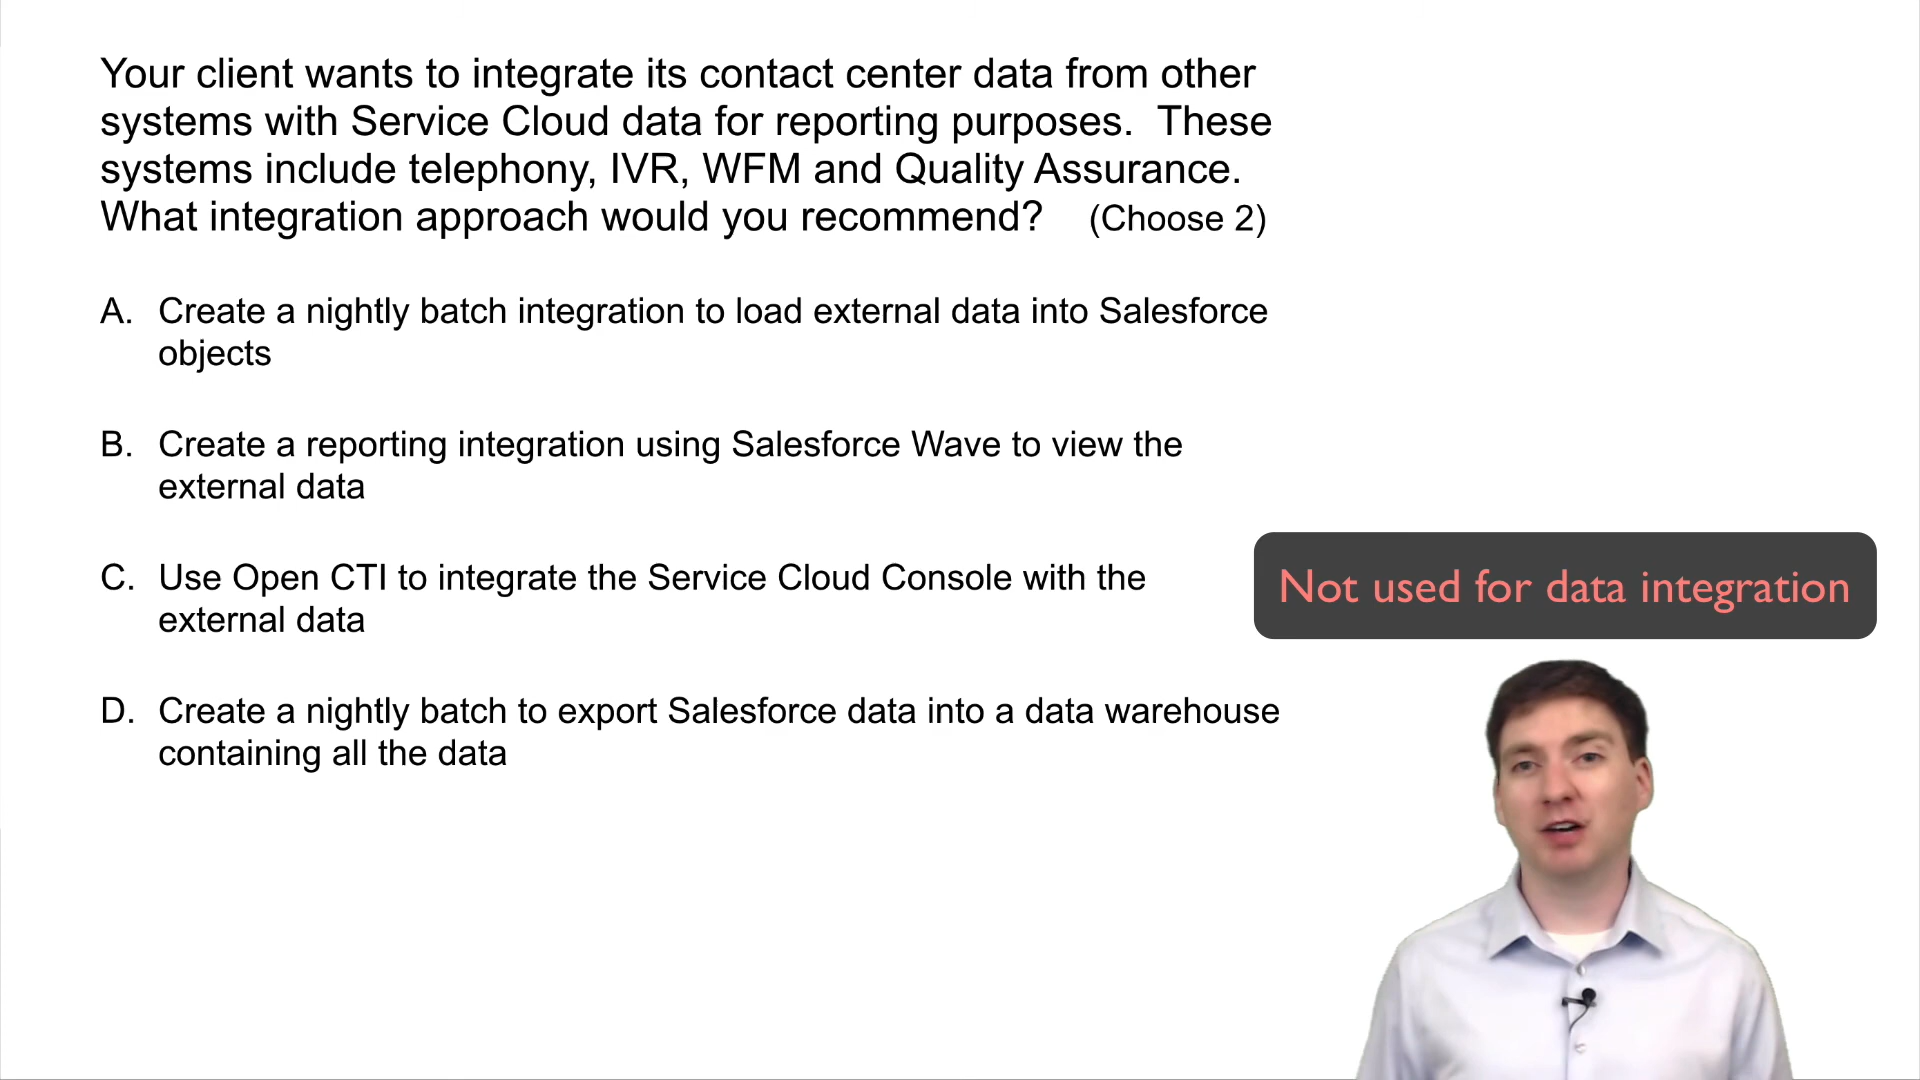 Your client wants to integrate its contact center data from other
systems with Service Cloud data for reporting purposes.  These
systems include telephony, IVR, WFM and Quality Assurance.
What integration approach would you recommend?    (Choose 2)
A. Create a nightly batch integration to load external data into Salesforce
objects
B. Create a reporting integration using Salesforce Wave to view the
external data
C. Use Open CTI to integrate the Service Cloud Console with the
external data
Not used for data integration
D. Create a nightly batch to export Salesforce data into a data warehouse
containing all the data